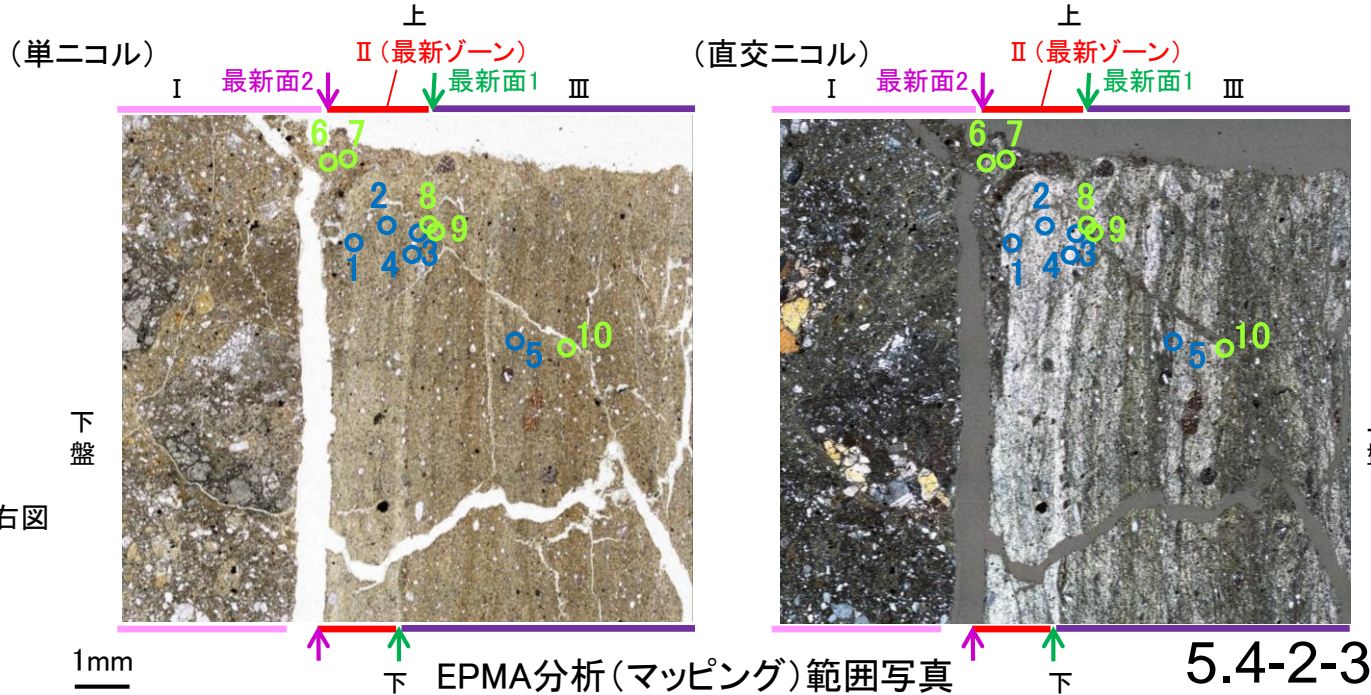 上
(単ニコル)
Ⅱ(最新ゾーン)
Ⅰ
最新面2
最新面1
Ⅲ
6 7
2
8
9
1
4
3
5
10
下盤
右図
1mm
下
上
(直交ニコル)
Ⅱ(最新ゾーン)
Ⅰ
最新面2
最新面1
Ⅲ
6 7
2
8
9
1
4
3
5
10
下
EPMA分析(マッピング)範囲写真
5.4-2-3